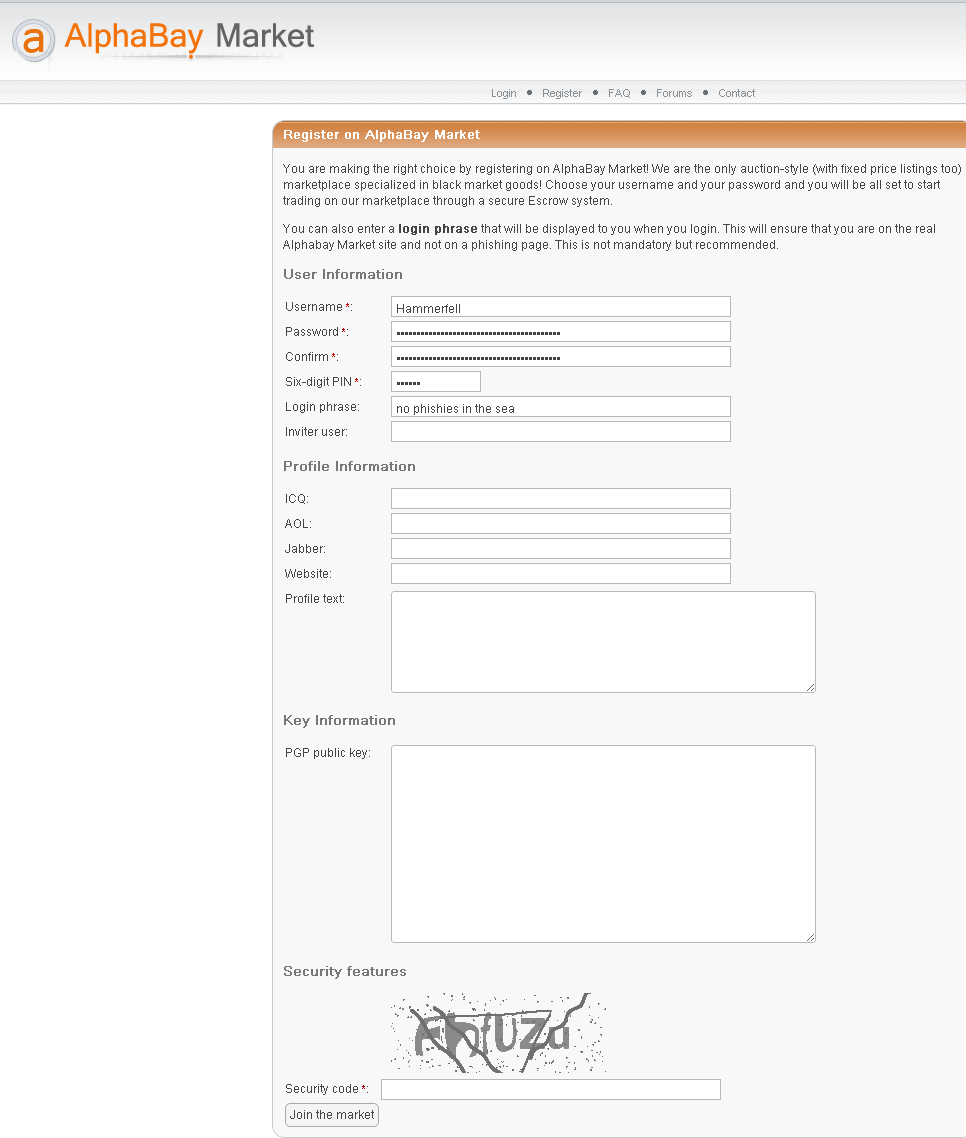 AlphaBay Market
Login • Register • FAQ • Forums • Contact
Register on AlphaBay Market
You are making the right choice by registering on AlphaBay Market! We are the only auction-style (with fixed price listings too)
marketplace specialized in black market goods! Choose your username and your password and you will be all set to start
trading on our marketplace through a secure Escrow system.
You can also enter a login phrase that will be displayed to you when you login. This will ensure that you are on the real
Alphabay Market site and not on a phishing page. This is not mandatory but recommended.
User Information
Username *: Hammerfell
Password *:
Confirm *:
Six-digit PIN *:
Login phrase: no phishies in the sea
Inviter user:
Profile Information
ICQ:
AOL:
Jabber:
Website:
Profile text:
Key Information
PGP public key:
Security features
Security code *:
Join the market